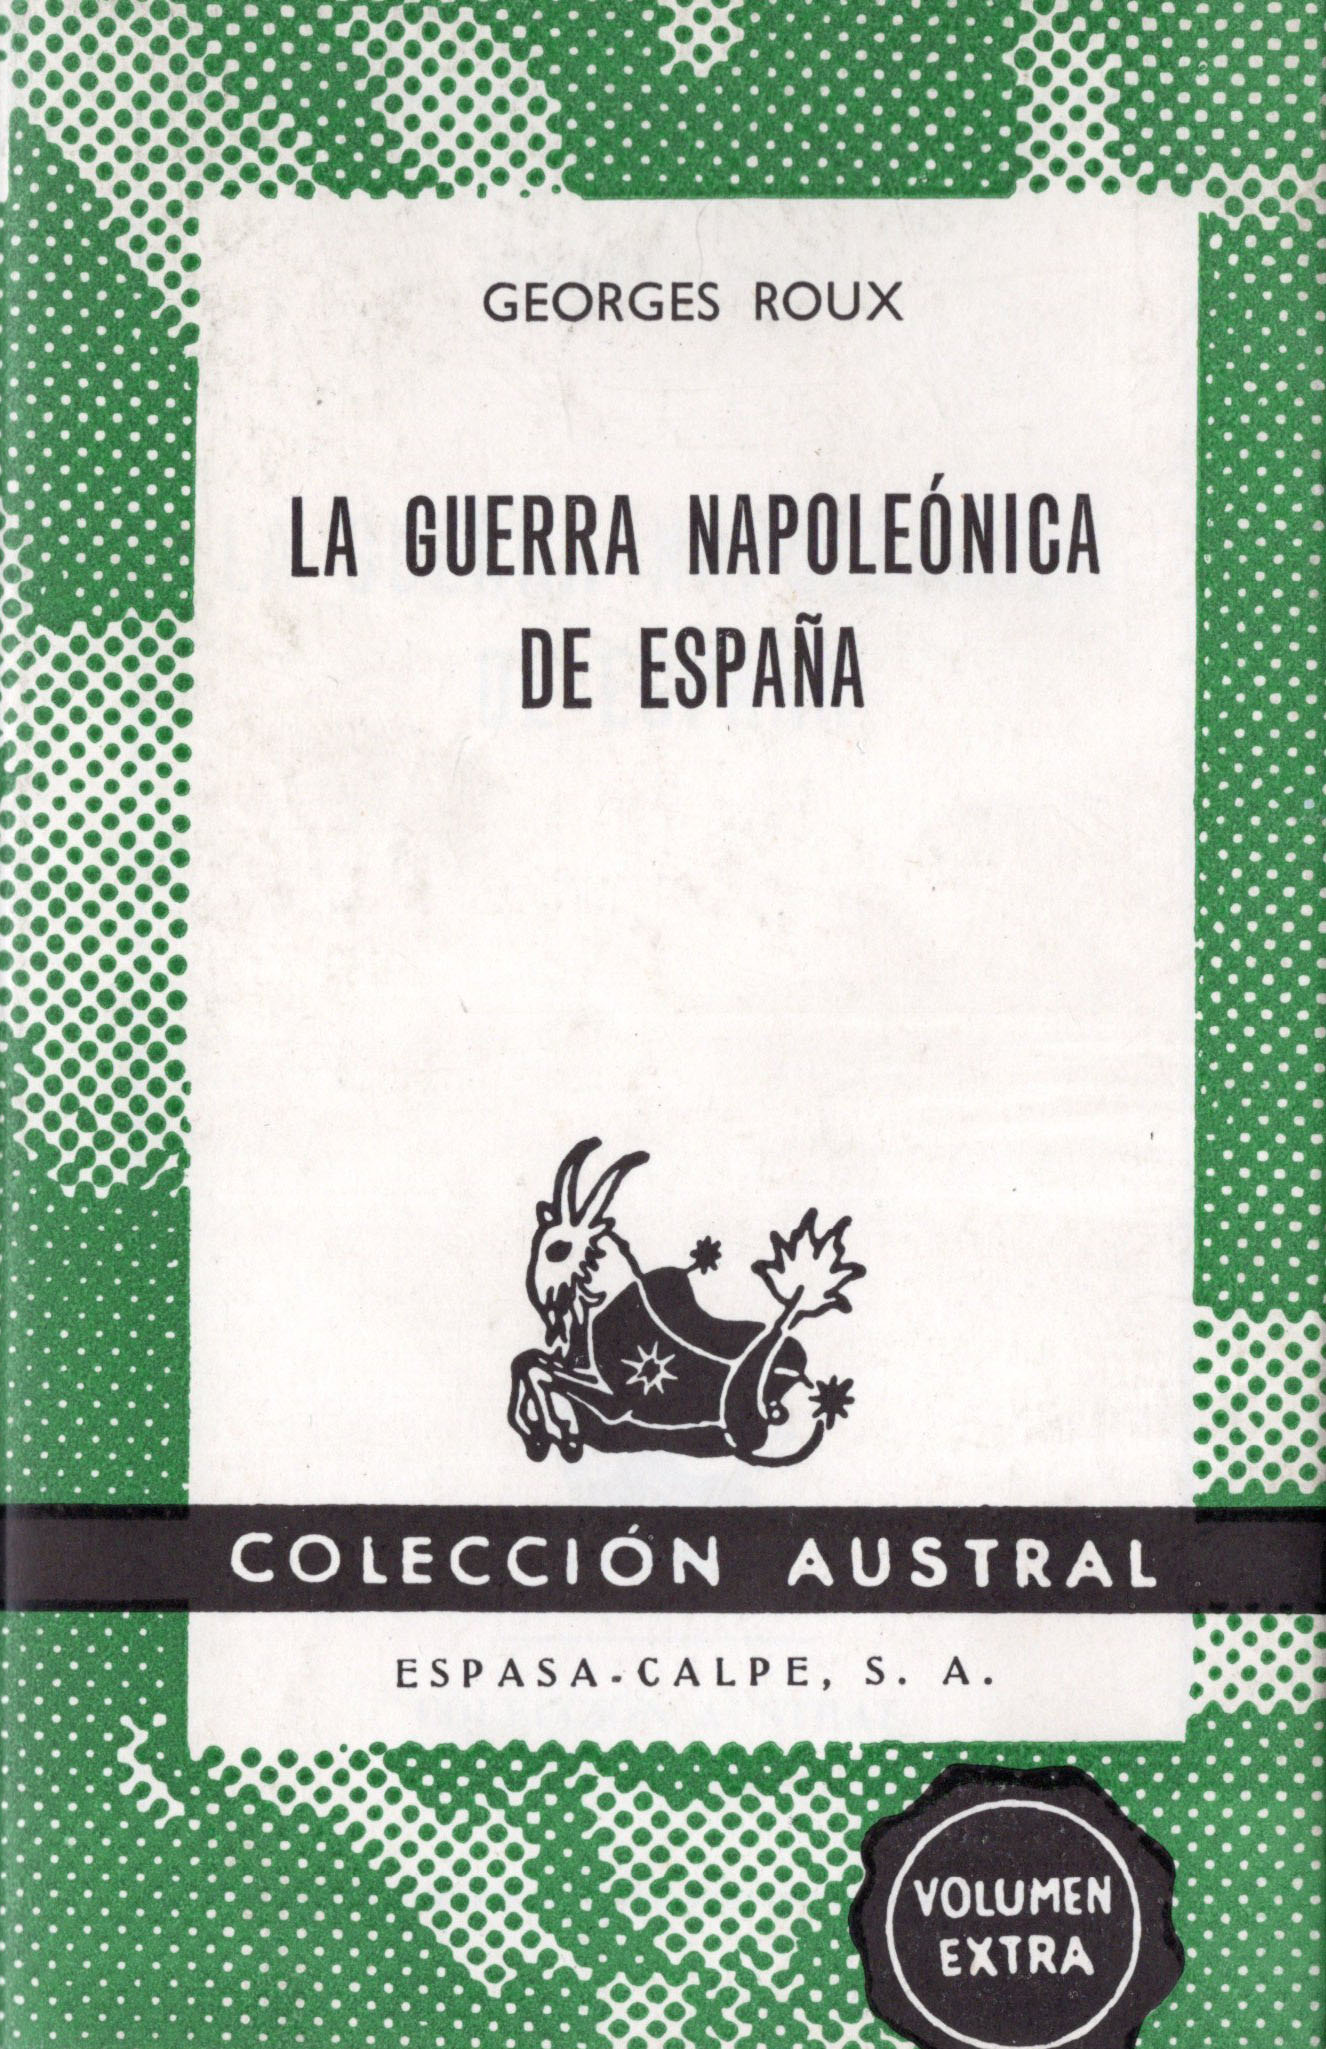 GEORGES ROUX
LA GUERRA NAPOLEÓNICA
DE ESPAÑA
COLECCIÓN AUSTRAL
ESPASA-CALPE, S. A.
VOLUMEN
EXTRA